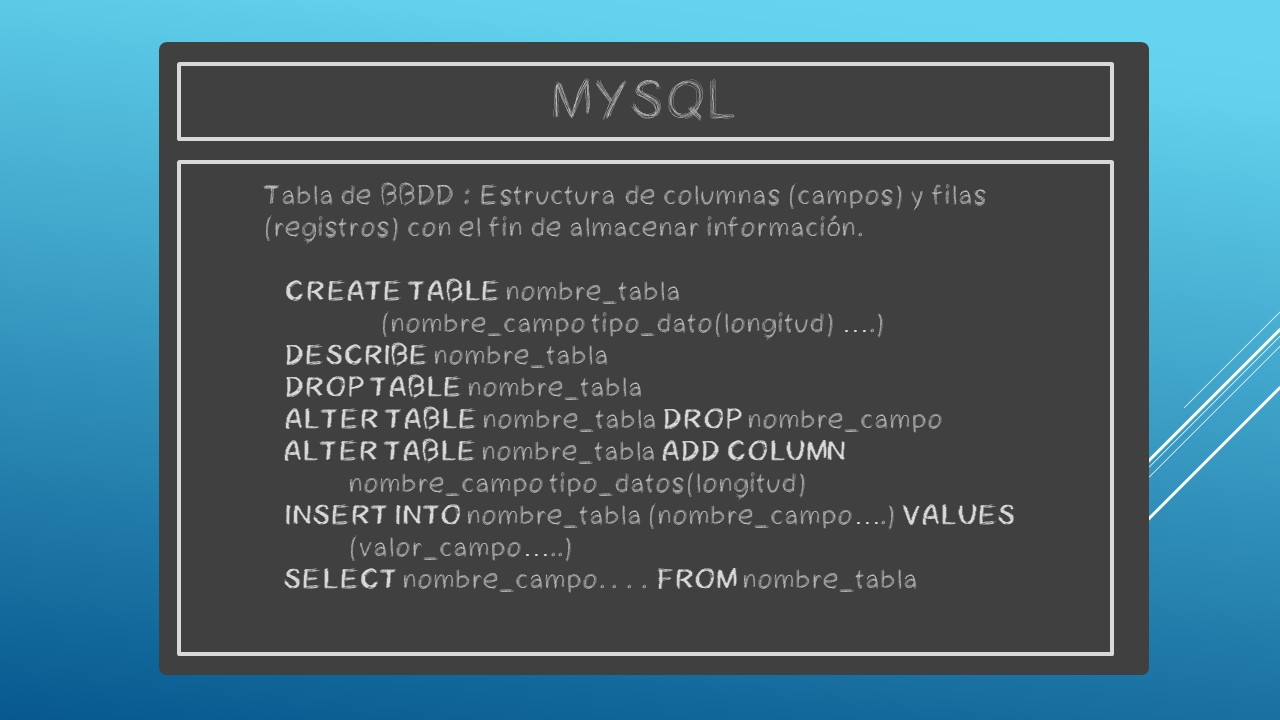 MYSQL
Tabla de BBDD : Estructura de columnas (campos) y filas
(registros) con el fin de almacenar información.
CREATE TABLE nombre_tabla
(nombre_campo tipo_dato(longitud) ….)
DESCRIBE nombre_tabla
DROP TABLE nombre_tabla
ALTER TABLE nombre_tabla DROP nombre_campo
ALTER TABLE nombre_tabla ADD COLUMN
nombre_campo tipo_datos(longitud)
INSERT INTO nombre_tabla (nombre_campo….) VALUES
(valor_campo…..)
SELECT nombre_campo. . . . FROM nombre_tabla